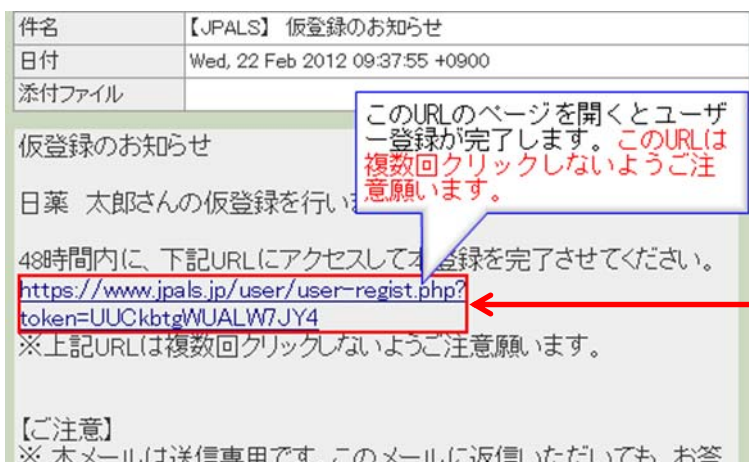 件名 【JPALS】 仮登録のお知らせ
日付 Wed, 22 Feb 2012 09:37:55 +0900
添付ファイル
このURLのページを開くとユーザ
ー登録が完了します。このURLは
複数回クリックしないようご注
意願います。
仮登録のお知らせ
日薬 太郎さんの仮登録を行い
48時間内に、下記URLにアクセスして本登録を完了させてください。
https://www.jpals.jp/user/user-regist.php?
token=UUCkbtgWUALW7JY4
※上記URLは複数回クリックしないようご注意願います。
【ご注意】
※ 本メールは送信専用です。このメールに返信いただいても、お答